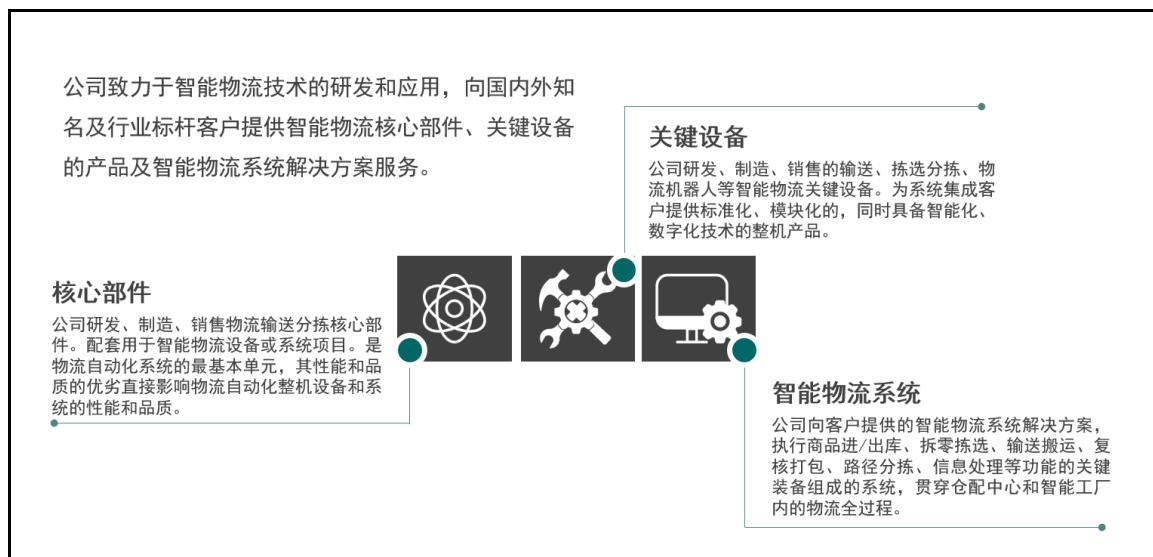 公司致力于智能物流技术的研发和应用，向国内外知
名及行业标杆客户提供智能物流核心部件、关键设备
的产品及智能物流系统解决方案服务。
关键设备
公司研发、制造、销售的输送、拣选分拣、物
流机器人等智能物流关键设备。为系统集成客
户提供标准化、模块化的，同时具备智能化、
数字化技术的整机产品。
核心部件
公司研发、制造、销售物流输送分拣核心部
件。配套用于智能物流设备或系统项目。是
物流自动化系统的最基本单元，其性能和品
质的优劣直接影响物流自动化整机设备和系
统的性能和品质。
智能物流系统
公司向客户提供的智能物流系统解决方案，
执行商品进/出库、拆零拣选、输送搬运、复
核打包、路径分拣、信息处理等功能的关键
装备组成的系统，贯穿仓配中心和智能工厂
内的物流全过程。